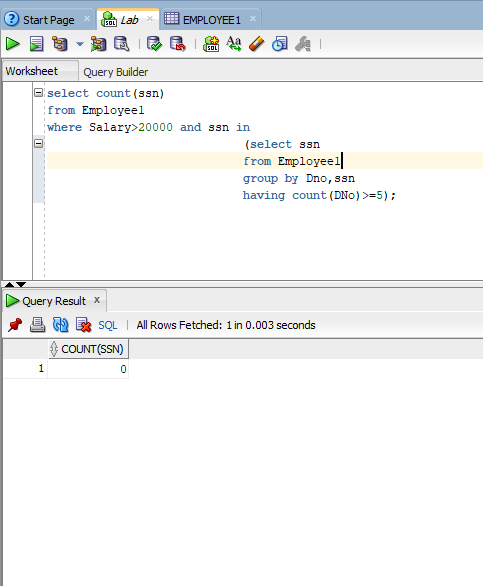 Start Page × Lab × EMPLOYEE1 ×
SQL
Worksheet Query Builder
select count(ssn)
from Employee1
where Salary>20000 and ssn in
(select ssn
from Employee1
group by Dno,ssn
having count(DNo)>=5);
Query Result ×
SQL | All Rows Fetched: 1 in 0.003 seconds
COUNT(SSN)
1 0